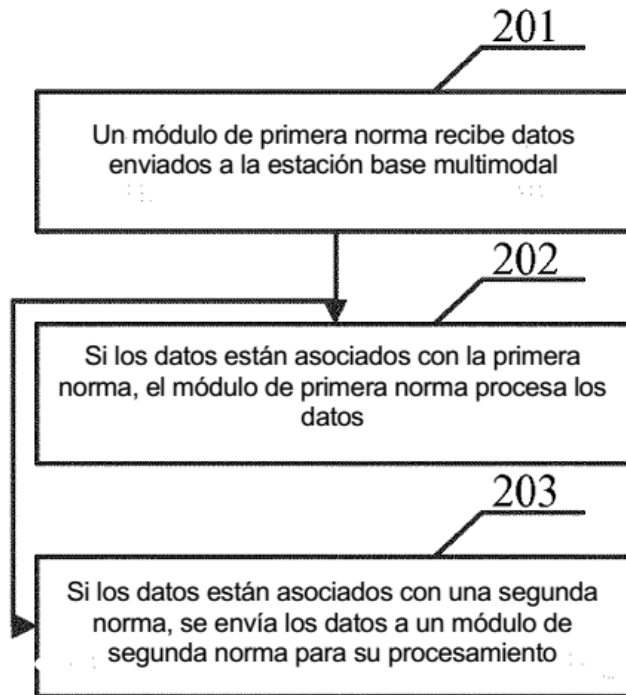 201
Un módulo de primera norma recibe datos
enviados a la estación base multimodal
202
Si los datos están asociados con la primera
norma, el módulo de primera norma procesa los
datos
203
Si los datos están asociados con una segunda
norma, se envía los datos a un módulo de
segunda norma para su procesamiento